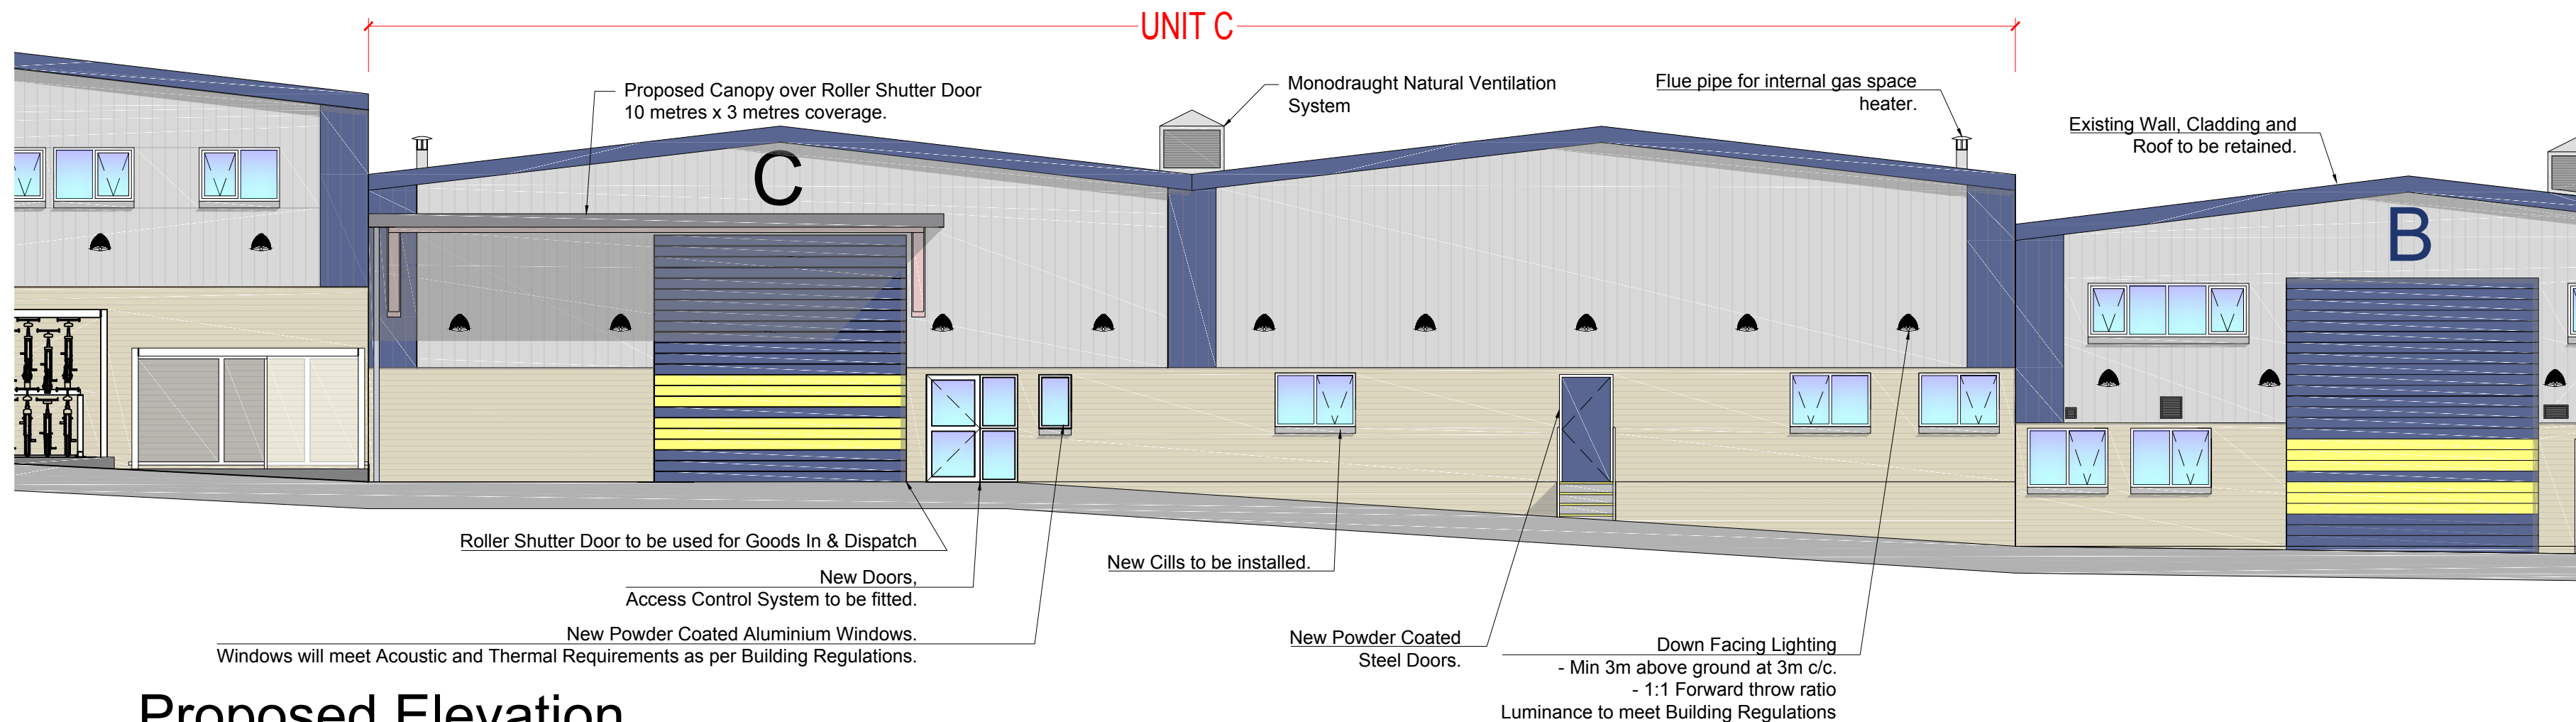 UNIT C
Proposed Canopy over Roller Shutter Door
10 metres x 3 metres coverage.
Monodraught Natural Ventilation
System
Flue pipe for internal gas space
heater.
Existing Wall, Cladding and
Roof to be retained.
C
B
Roller Shutter Door to be used for Goods In & Dispatch
New Doors,
Access Control System to be fitted.
New Powder Coated Aluminium Windows.
Windows will meet Acoustic and Thermal Requirements as per Building Regulations.
New Cills to be installed.
New Powder Coated
Steel Doors.
Down Facing Lighting
- Min 3m above ground at 3m c/c.
- 1:1 Forward throw ratio
Luminance to meet Building Regulations
Proposed Elevation